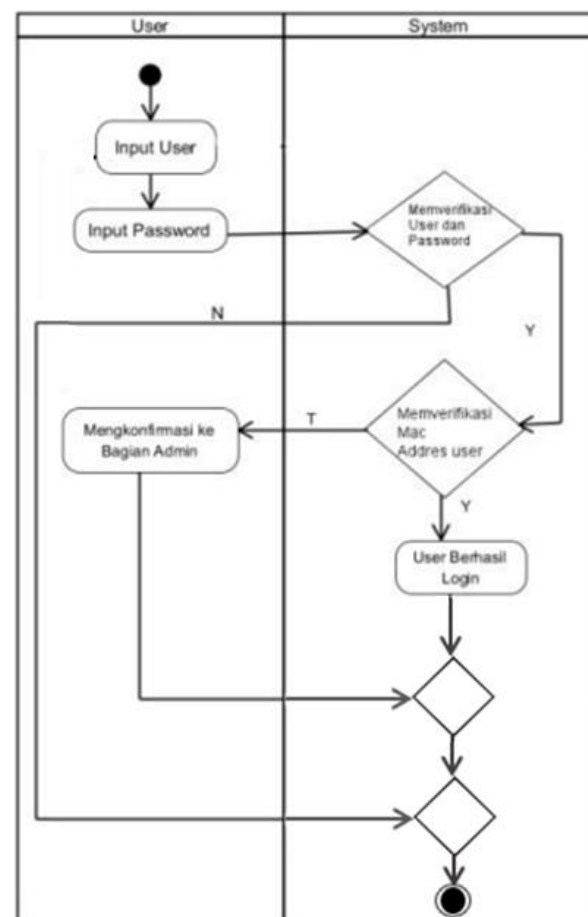 User
System
Input User
Input Password
Memverifikasi
User dan
Password
N
Y
Mengkonfirmasi ke
Bagian Admin
T
Memverifikasi
Mac
Addres user
Y
User Berhasil
Login